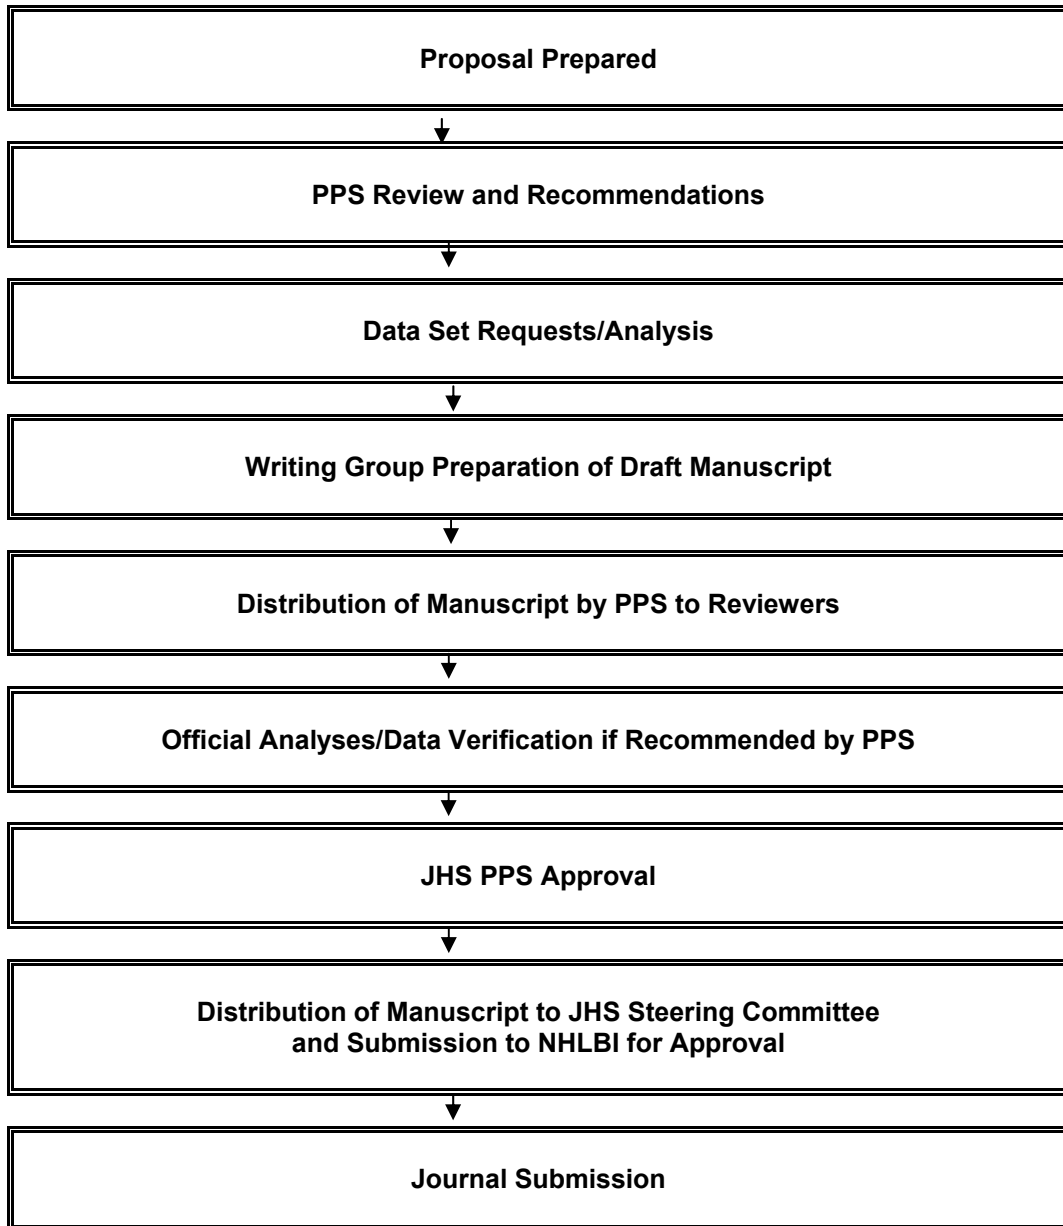 Proposal Prepared
PPS Review and Recommendations
Data Set Requests/Analysis
Writing Group Preparation of Draft Manuscript
Distribution of Manuscript by PPS to Reviewers
Official Analyses/Data Verification if Recommended by PPS
JHS PPS Approval
Distribution of Manuscript to JHS Steering Committee
and Submission to NHLBI for Approval
Journal Submission